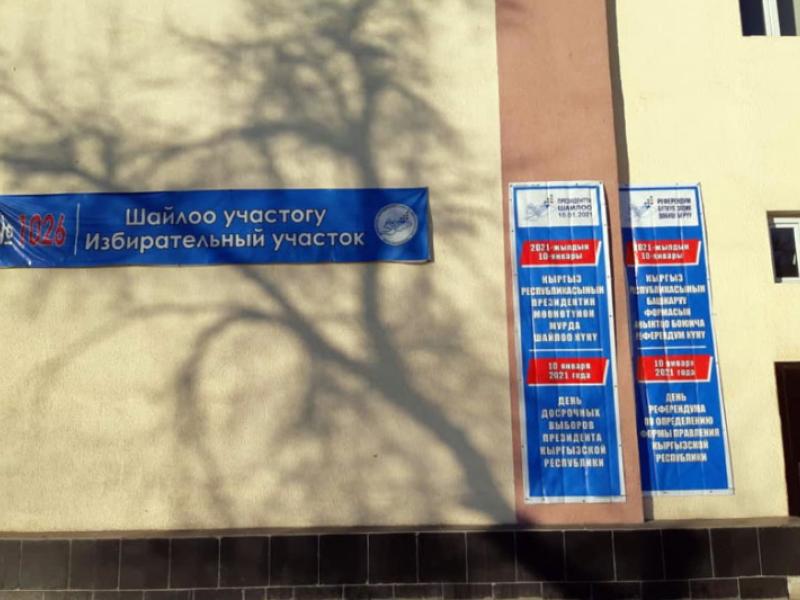 № 1026
Шайлоо участогу
Избирательный участок
ПРЕЗИДЕНТТИ
ШАЙЛОО
10.01.2021
2021-жылдын
10-январы
КЫРГЫЗ
РЕСПУБЛИКАСЫНЫН
ПРЕЗИДЕНТИН
МӨӨНӨТҮНӨН
МУРДА
ШАЙЛОО КҮНҮ
10 января
2021 года
ДЕНЬ
ДОСРОЧНЫХ
ВЫБОРОВ
ПРЕЗИДЕНТА
КЫРГЫЗСКОЙ
РЕСПУБЛИКИ
РЕФЕРЕНДУМ
2021-жылдын
10-январы
КЫРГЫЗ
РЕСПУБЛИКАСЫНЫН
БАШКАРУУ
ФОРМАСЫН
АНЫКТОО БОЮНЧА
РЕФЕРЕНДУМ КҮНҮ
10 января
2021 года
ДЕНЬ
РЕФЕРЕНДУМА
ПО ОПРЕДЕЛЕНИЮ
ФОРМЫ ПРАВЛЕНИЯ
КЫРГЫЗСКОЙ
РЕСПУБЛИКИ